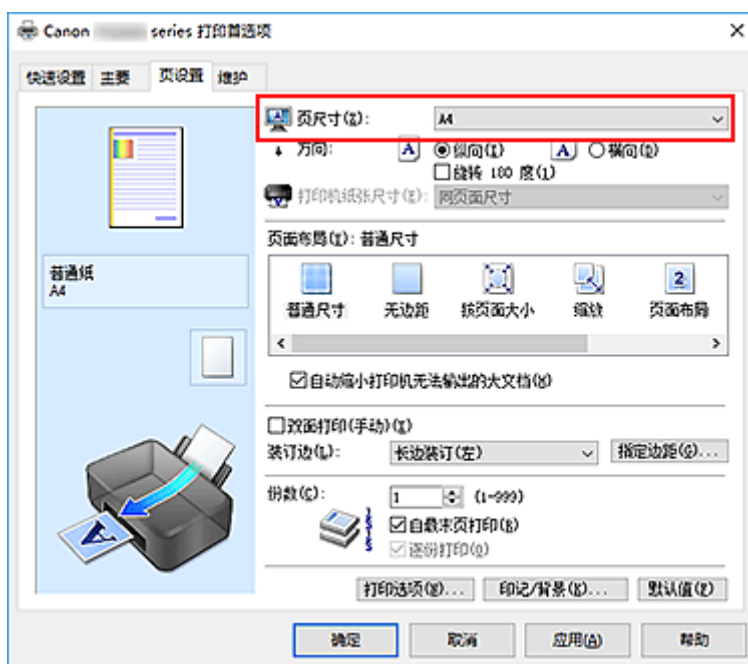 Canon series 打印首选项
快速设置 主要 页设置 维护
页尺寸(Z): A4
方向: A 纵向(I) A 横向(D)
旋转 180 度(1)
打印机纸张尺寸(E): 同页面尺寸
页面布局(T): 普通尺寸
普通尺寸 无边距 按页面大小 缩放 页面布局
2
普通纸
A4
自动缩小打印机无法输出的大文档(8)
双面打印(手动)(X)
装订边(L): 长边装订(左) 指定边距(G)...
份数(C): 1 (1-999)
自最末页打印(R)
逐份打印(O)
打印选项(W)... 印记/背景(K)... 默认值(P)
确定 取消 应用(A) 帮助